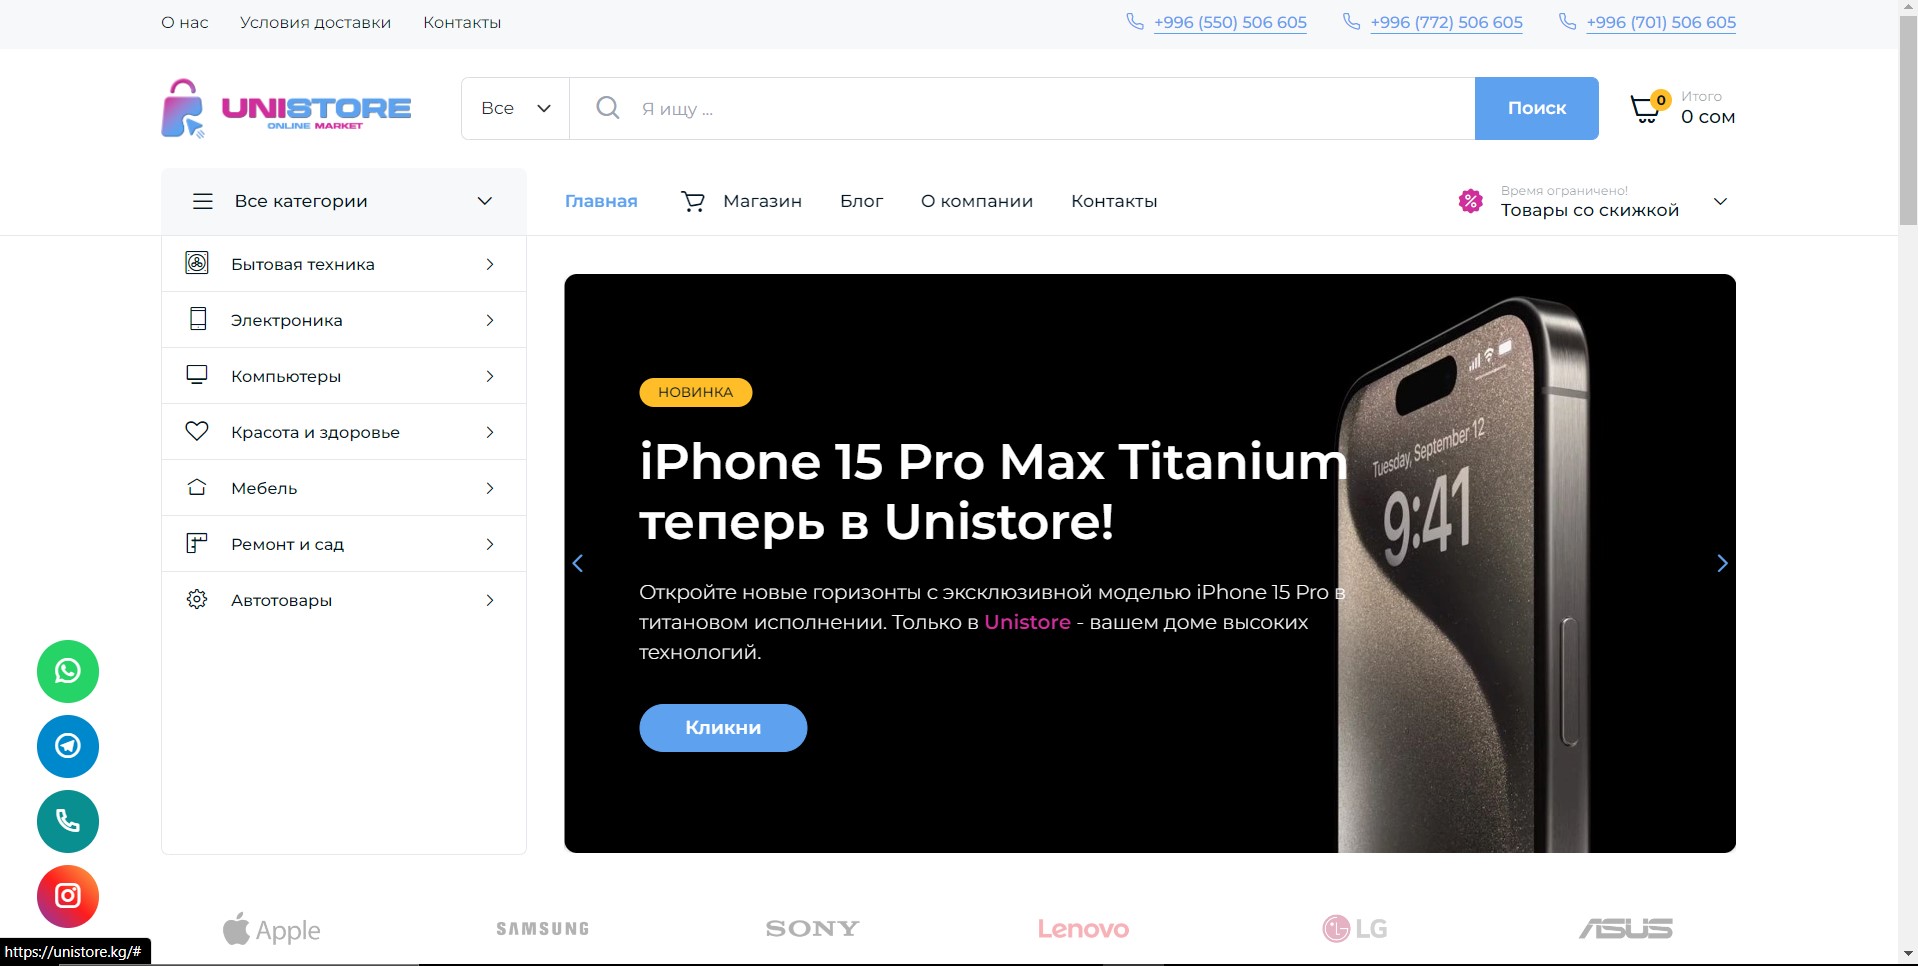 О нас
Условия доставки
Контакты
+996 (550) 506 605
+996 (772) 506 605
+996 (701) 506 605
UNISTORE
ONLINE MARKET
Все
Я ищу ...
Поиск
0
Итого
0 сом
Все категории
Главная
Магазин
Блог
О компании
Контакты
Время ограничено!
Товары со скидкой
Бытовая техника
Электроника
Компьютеры
Красота и здоровье
Мебель
Ремонт и сад
Автотовары
НОВИНКА
iPhone 15 Pro Max Titanium
теперь в Unistore!
Откройте новые горизонты с эксклюзивной моделью iPhone 15 Pro в
титановом исполнении. Только в Unistore - вашем доме высоких
технологий.
Кликни
Tuesday, September 12
9:41
Apple
SAMSUNG
SONY
Lenovo
LG
ASUS
https://unistore.kg/#